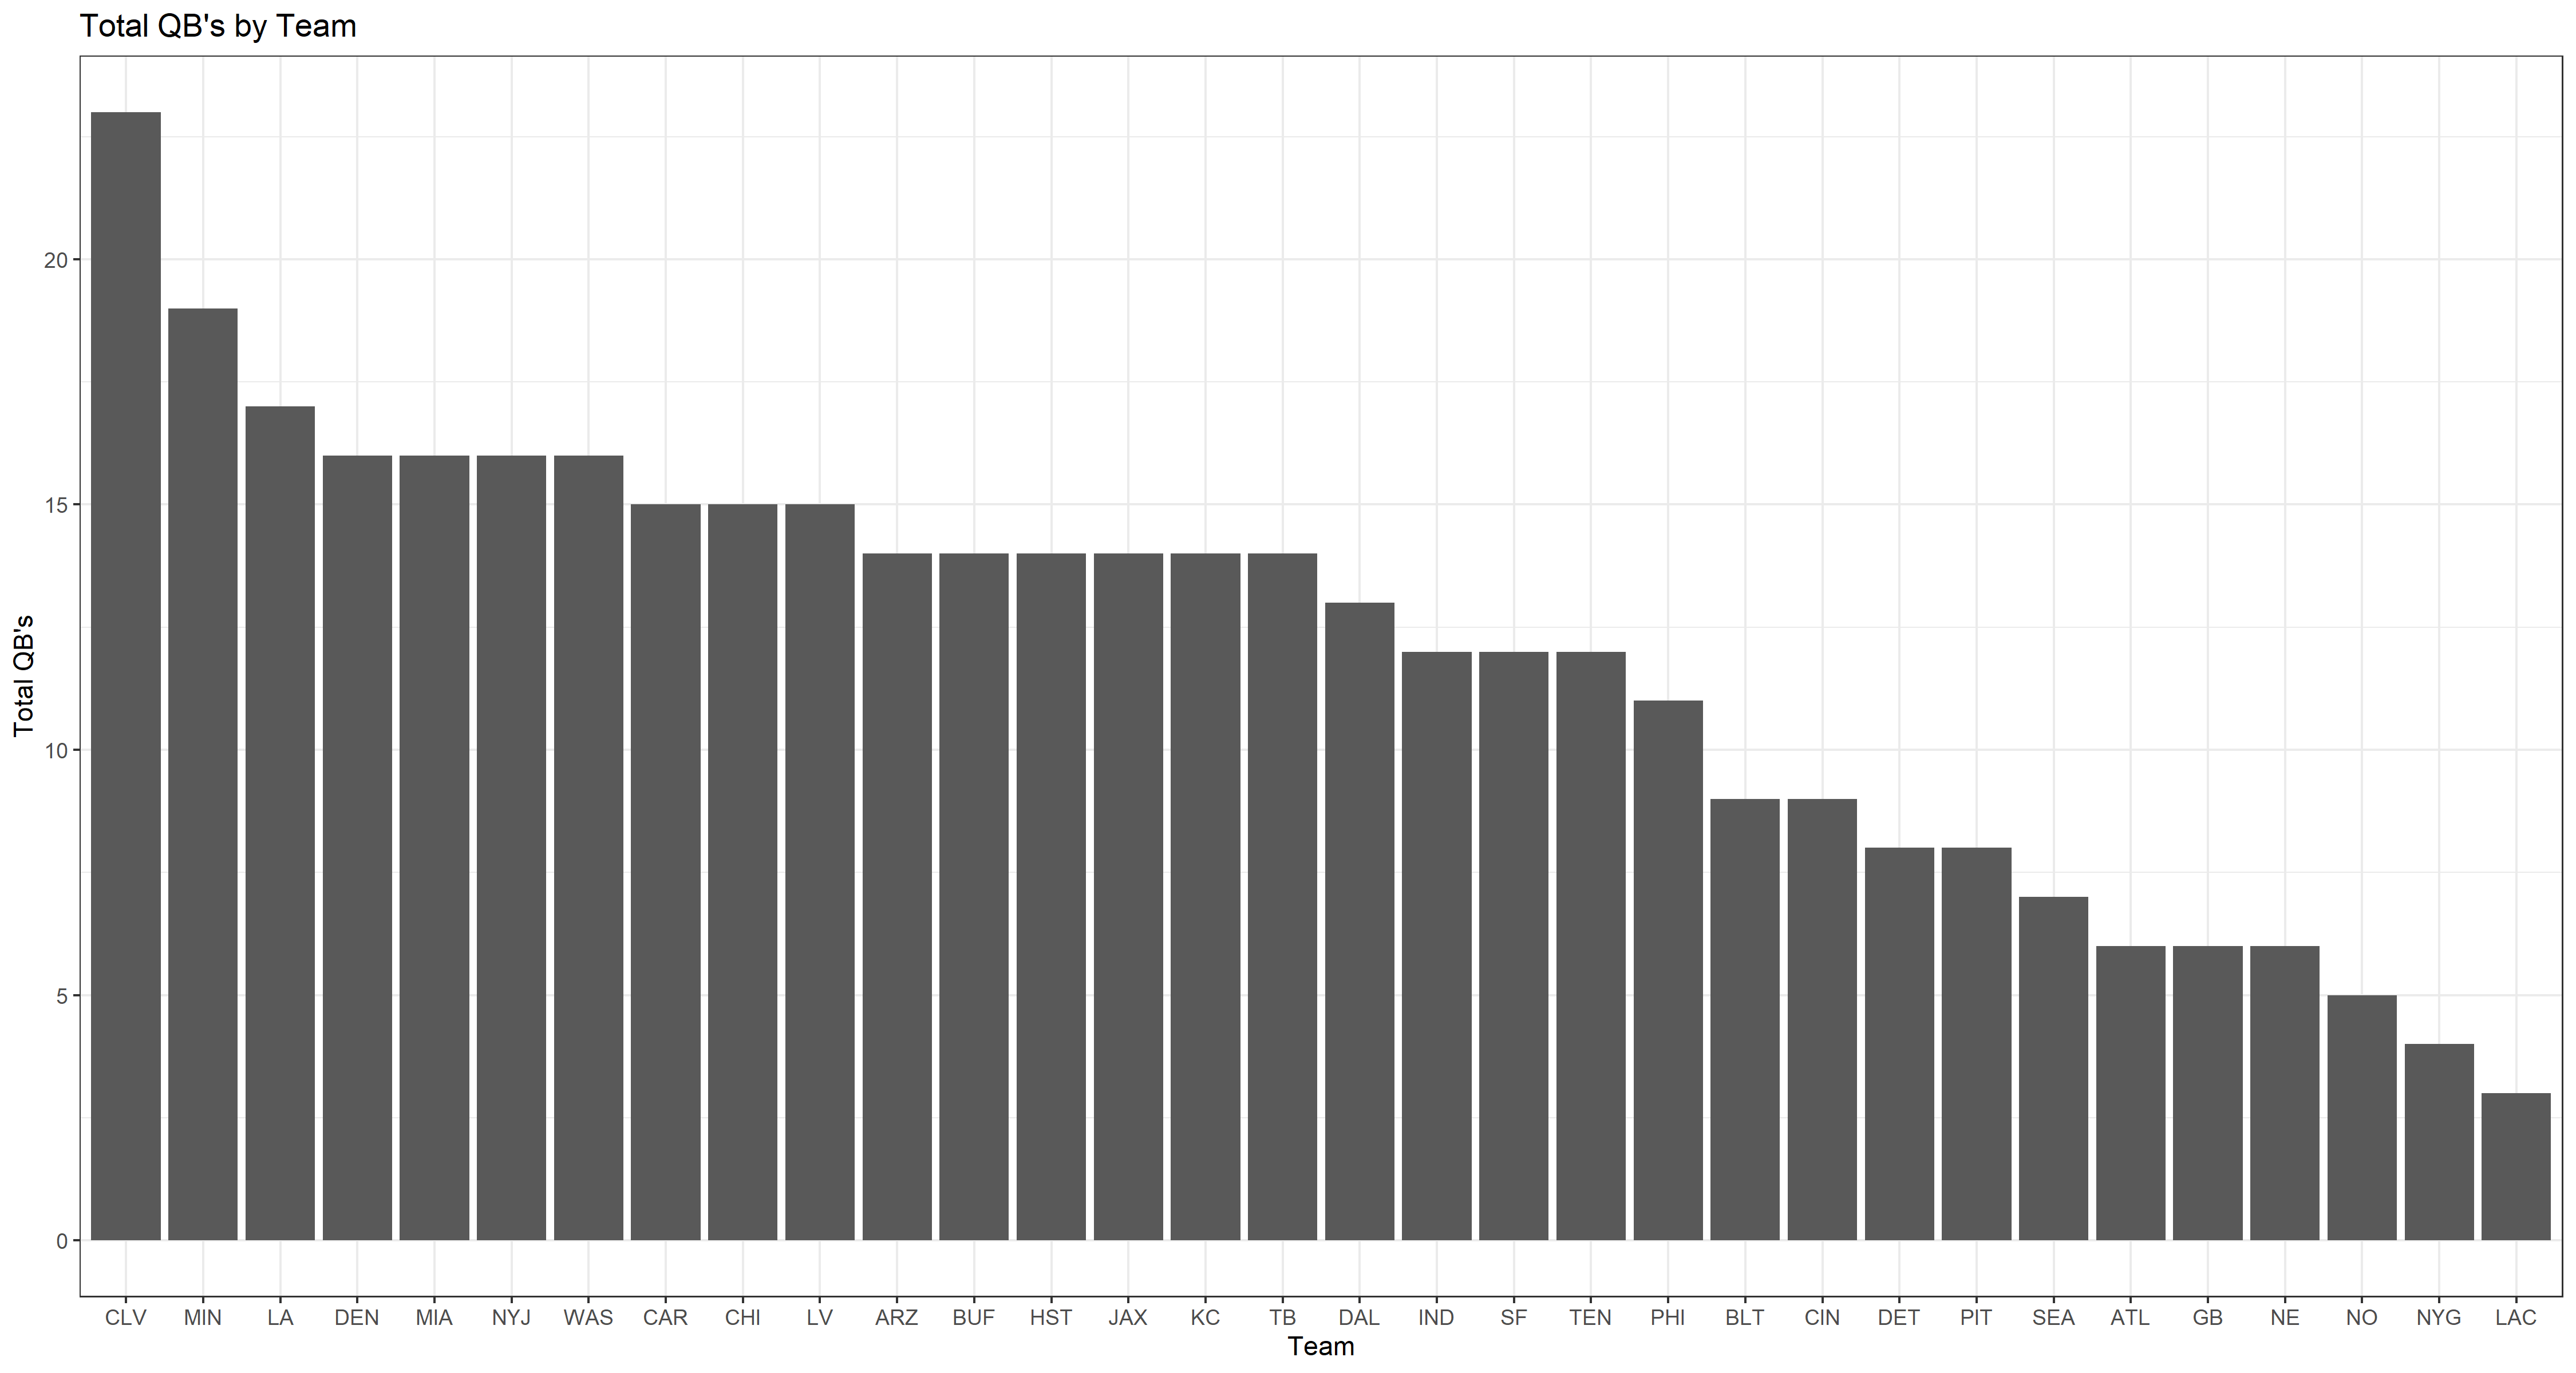 Total QB's by Team
Total QB's
20
15
10
5
0
CLV MIN LA DEN MIA NYJ WAS CAR CHI LV ARZ BUF HST JAX KC TB DAL IND SF TEN PHI BLT CIN DET PIT SEA ATL GB NE NO NYG LAC
Team